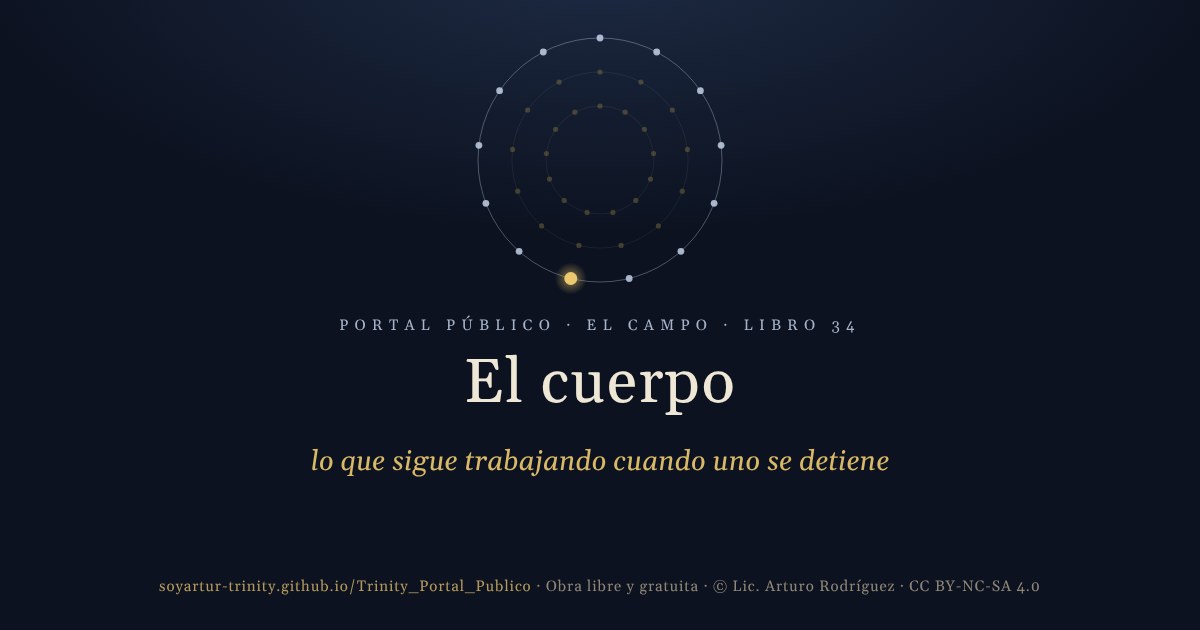 PORTAL PÚBLICO · EL CAMPO · LIBRO 34
El cuerpo
lo que sigue trabajando cuando uno se detiene
soyartur-trinity.github.io/Trinity_Portal_Publico · Obra libre y gratuita · © Lic. Arturo Rodríguez · CC BY-NC-SA 4.0